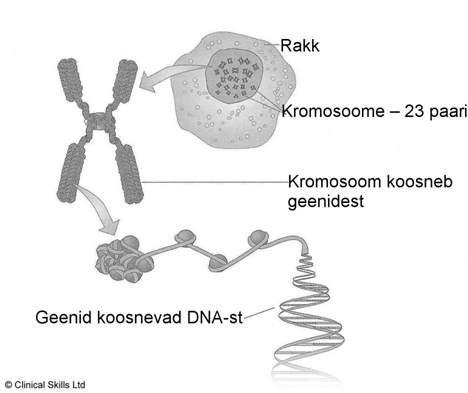 Rakk
Kromosoome – 23 paari
Kromosoom koosneb
geenidest
Geenid koosnevad DNA-st
© Clinical Skills Ltd